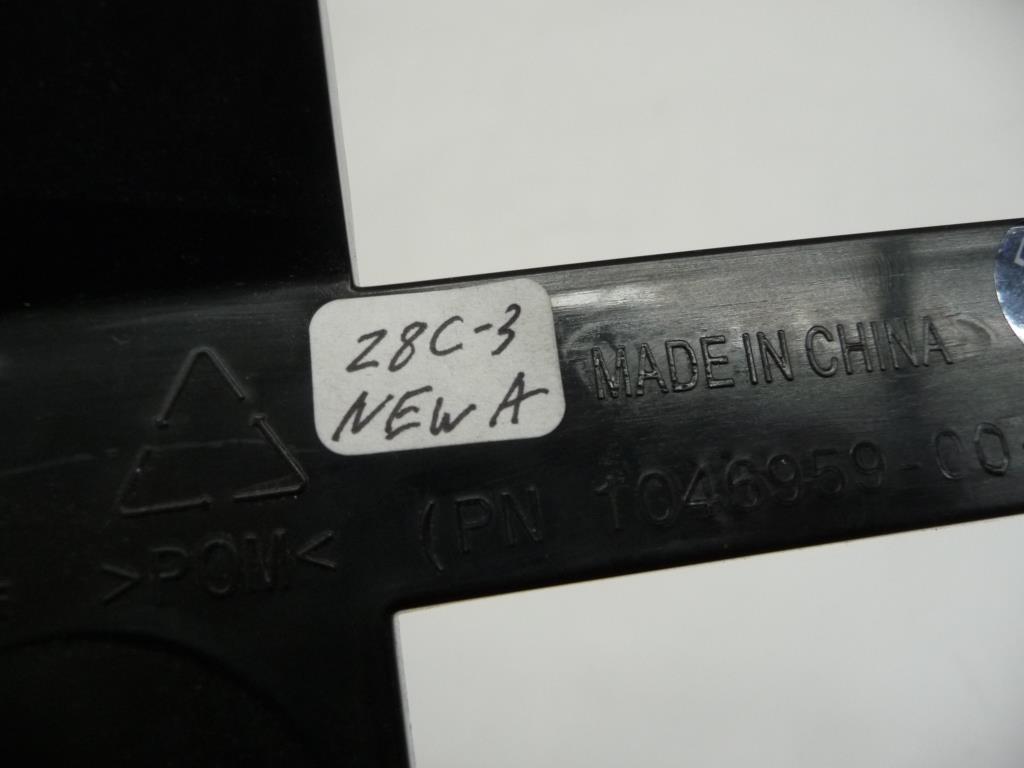 Z8C-3
NEW A
MADE IN CHINA
(PN 1046959-00
>POM<